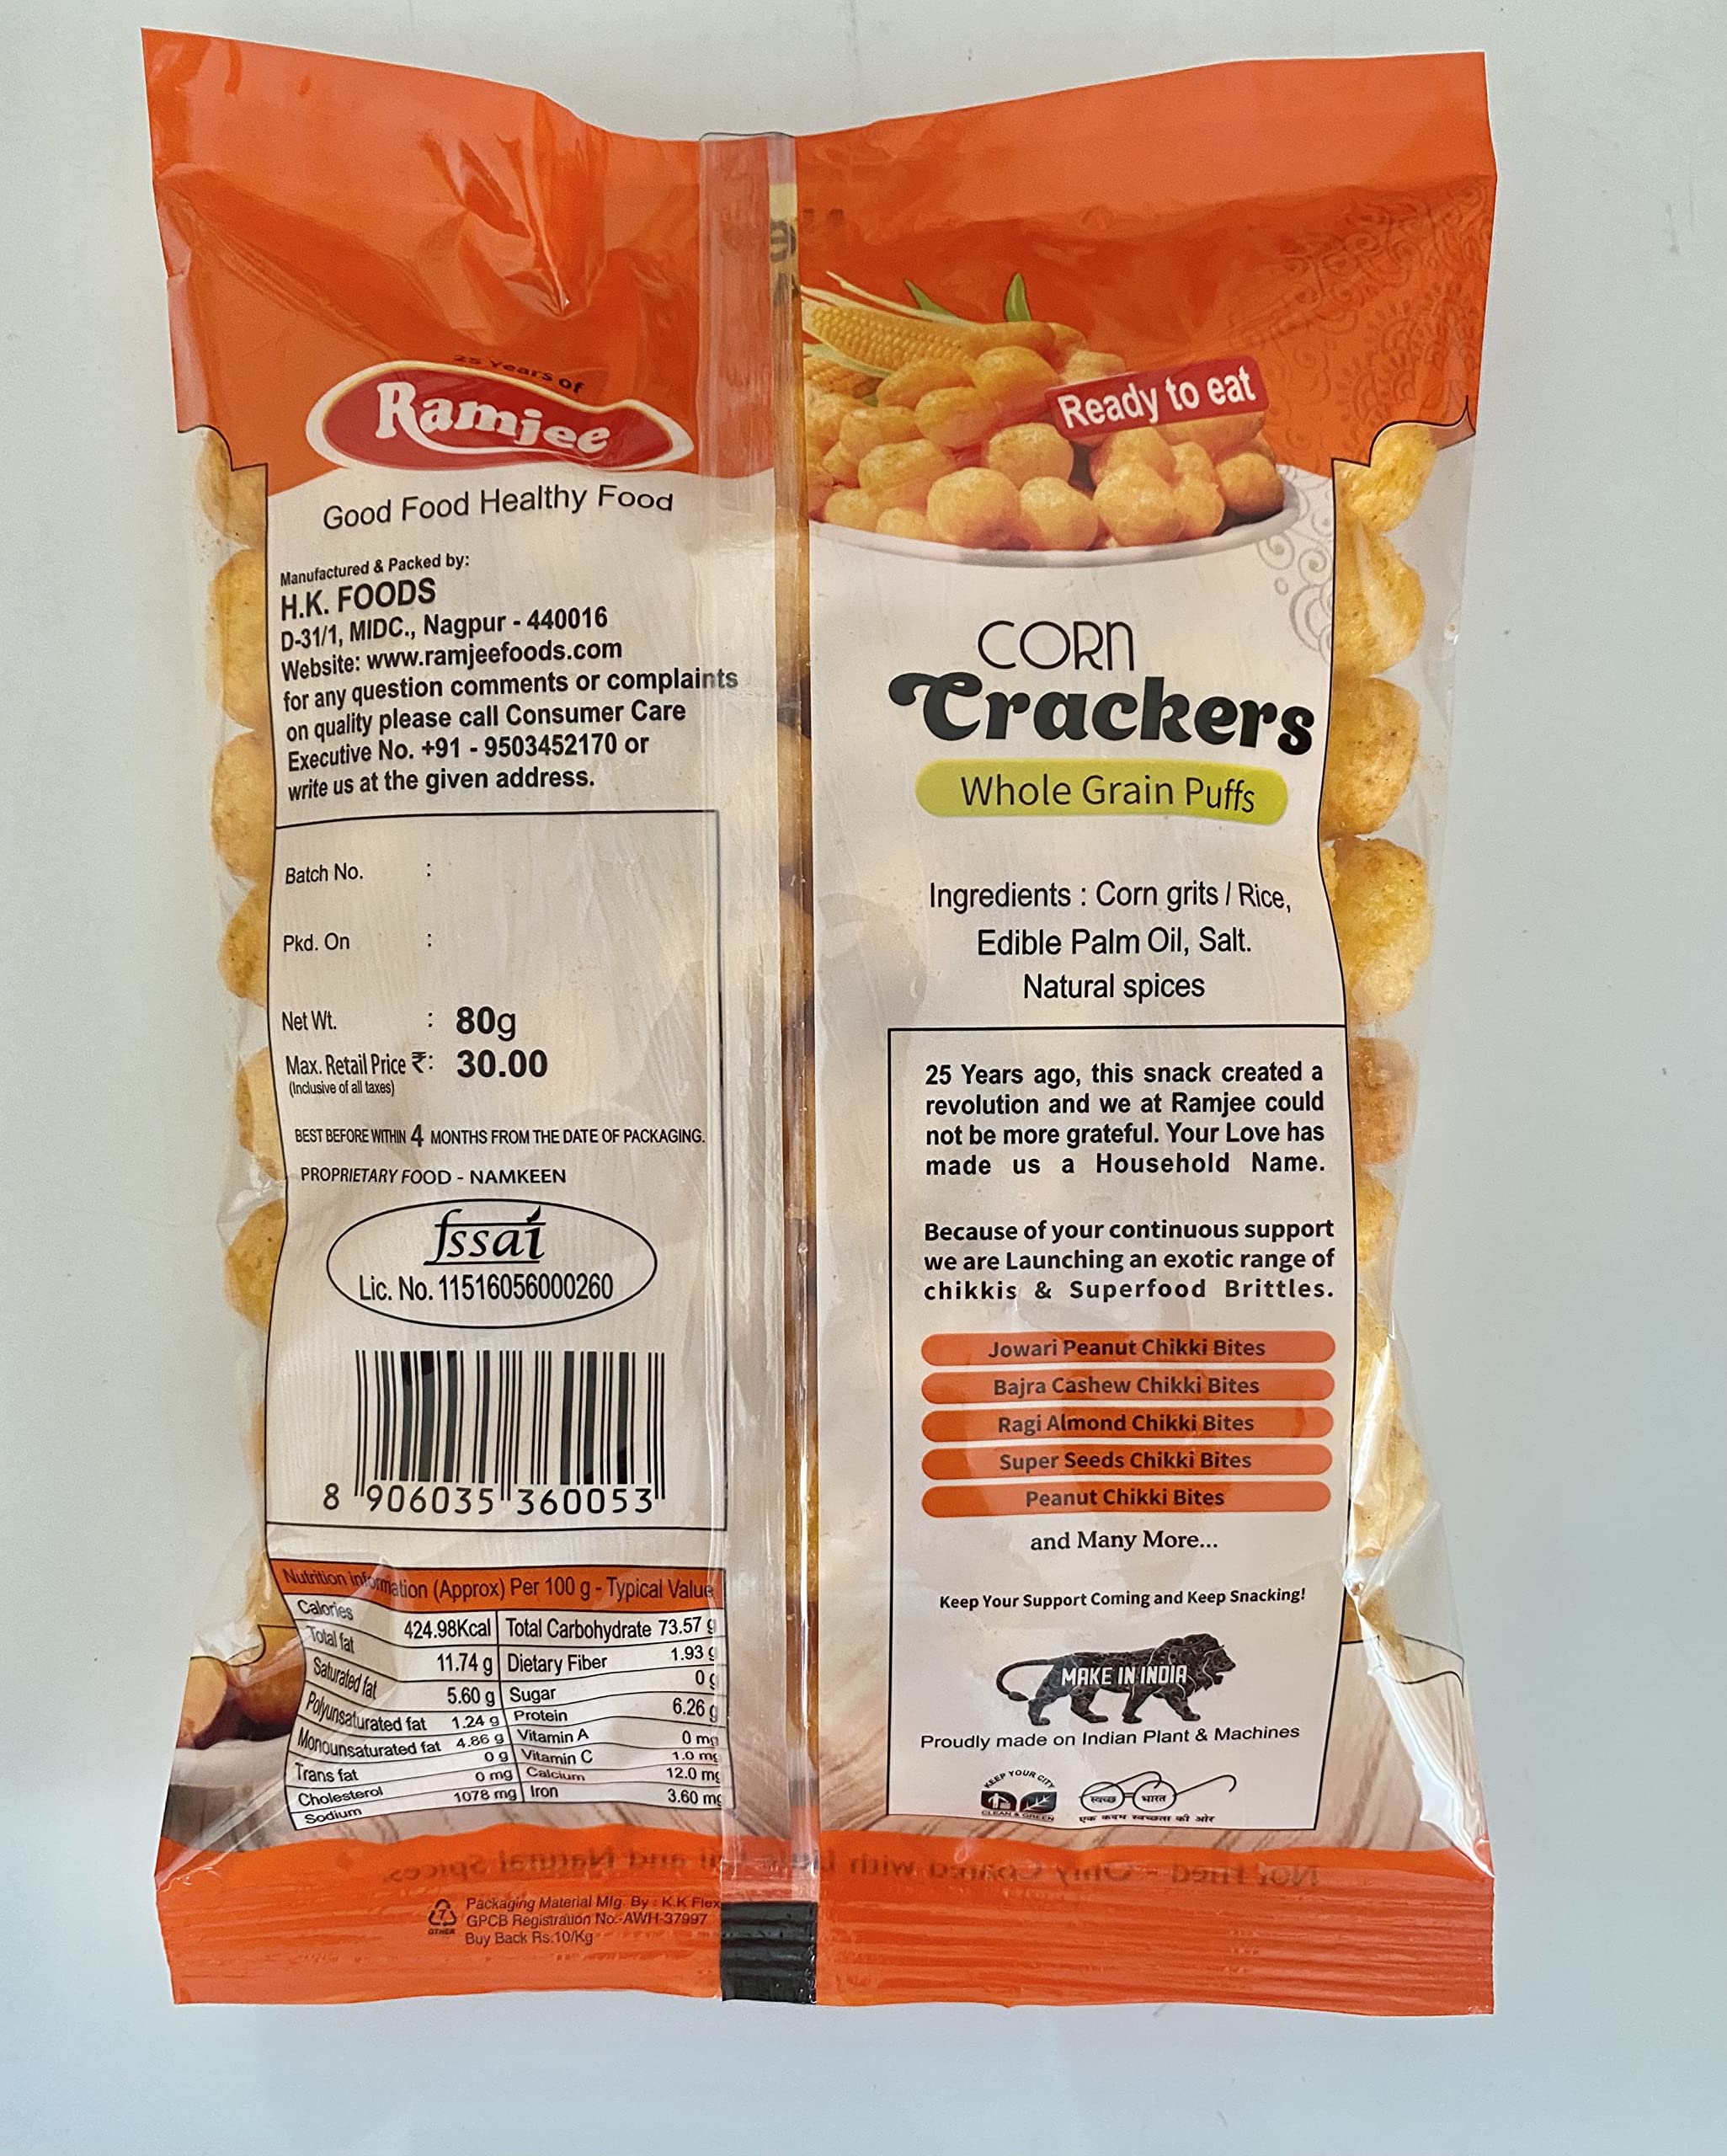 25 Years of
Ramjee
Good Food Healthy Food
Manufactured & Packed by:
H.K. FOODS
D-31/1, MIDC., Nagpur - 440016
Website: www.ramjeefoods.com
for any question comments or complaints
on quality please call Consumer Care
Executive No. +91 - 9503452170 or
write us at the given address.
Batch No. :
Pkd. On :
Net Wt. : 80g
Max. Retail Price ₹: 30.00
(Inclusive of all taxes)
BEST BEFORE WITHIN 4 MONTHS FROM THE DATE OF PACKAGING.
PROPRIETARY FOOD - NAMKEEN
fssai
Lic. No. 11516056000260
8 906035 360053
Nutrition information (Approx) Per 100 g - Typical Value
Calories 424.98Kcal Total Carbohydrate 73.57 g
Total fat 11.74 g Dietary Fiber 1.93 g
Saturated fat 5.60 g Sugar 0 g
Polyunsaturated fat 1.24 g Protein 6.26 g
Monounsaturated fat 4.86 g Vitamin A 0 mg
Trans fat 0 g Vitamin C 1.0 mg
Cholesterol 0 mg Calcium 12.0 mg
Sodium 1078 mg Iron 3.60 mg
7
OTHER
Packaging Material Mfg. By : K.K Flex
GPCB Registration No:-AWH-37997
Buy Back Rs.10/Kg
Ready to eat
CORN
Crackers
Whole Grain Puffs
Ingredients : Corn grits / Rice,
Edible Palm Oil, Salt.
Natural spices
25 Years ago, this snack created a
revolution and we at Ramjee could
not be more grateful. Your Love has
made us a Household Name.
Because of your continuous support
we are Launching an exotic range of
chikkis & Superfood Brittles.
Jowari Peanut Chikki Bites
Bajra Cashew Chikki Bites
Ragi Almond Chikki Bites
Super Seeds Chikki Bites
Peanut Chikki Bites
and Many More...
Keep Your Support Coming and Keep Snacking!
MAKE IN INDIA
Proudly made on Indian Plant & Machines
KEEP YOUR CITY
CLEAN & GREEN
स्वच्छ भारत
एक कदम स्वच्छता की ओर